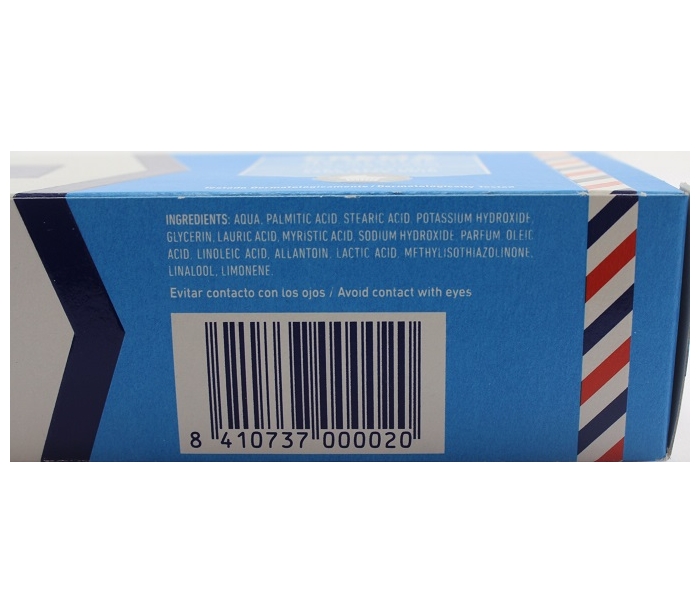 INGREDIENTS: AQUA, PALMITIC ACID, STEARIC ACID, POTASSIUM HYDROXIDE,
GLYCERIN, LAURIC ACID, MYRISTIC ACID, SODIUM HYDROXIDE, PARFUM, OLEIC
ACID, LINOLEIC ACID, ALLANTOIN, LACTIC ACID, METHYLISOTHIAZOLINONE,
LINALOOL, LIMONENE.
Evitar contacto con los ojos / Avoid contact with eyes
8 410737 000020